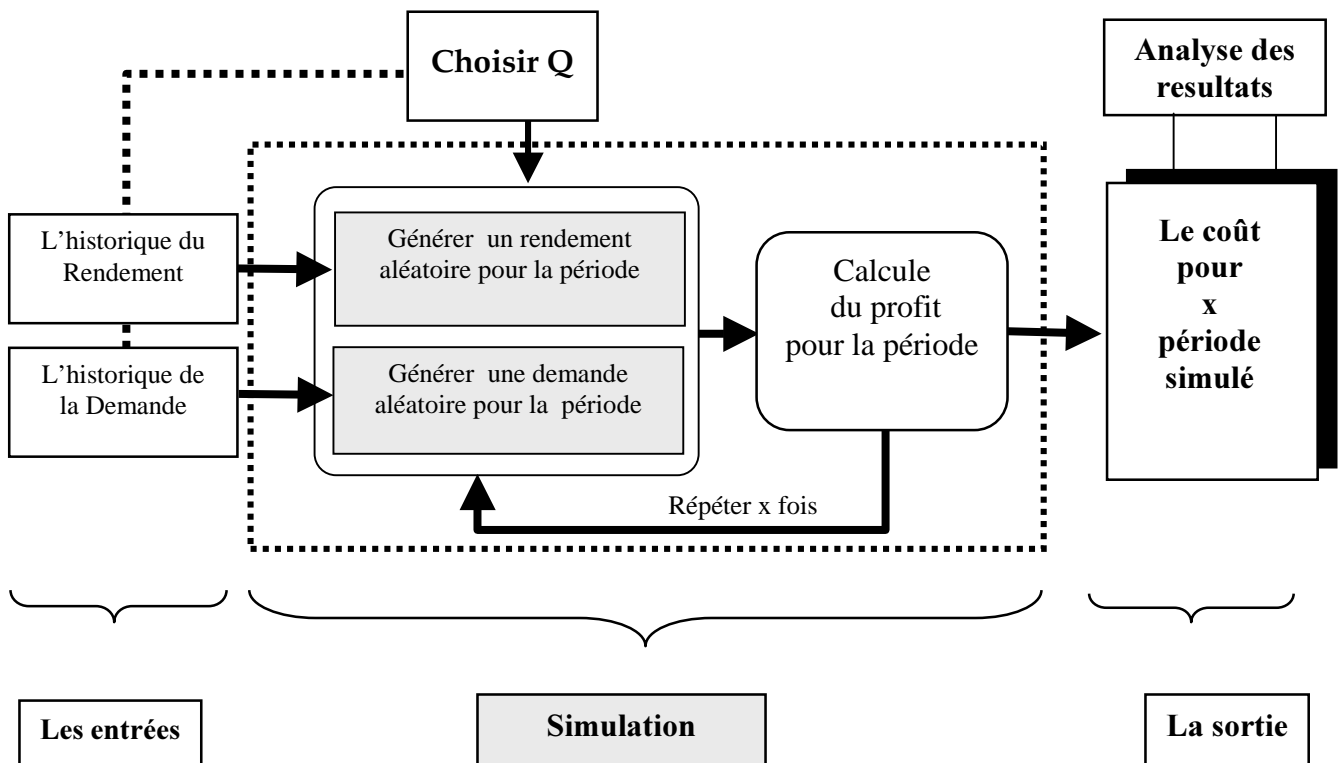 Choisir Q
Analyse des
resultats
L’historique du
Rendement
Générer un rendement
aléatoire pour la période
Calcule
du profit
pour la période
Le coût
pour
x
période
simulé
L’historique de
la Demande
Générer une demande
aléatoire pour la période
Répéter x fois
Les entrées
Simulation
La sortie